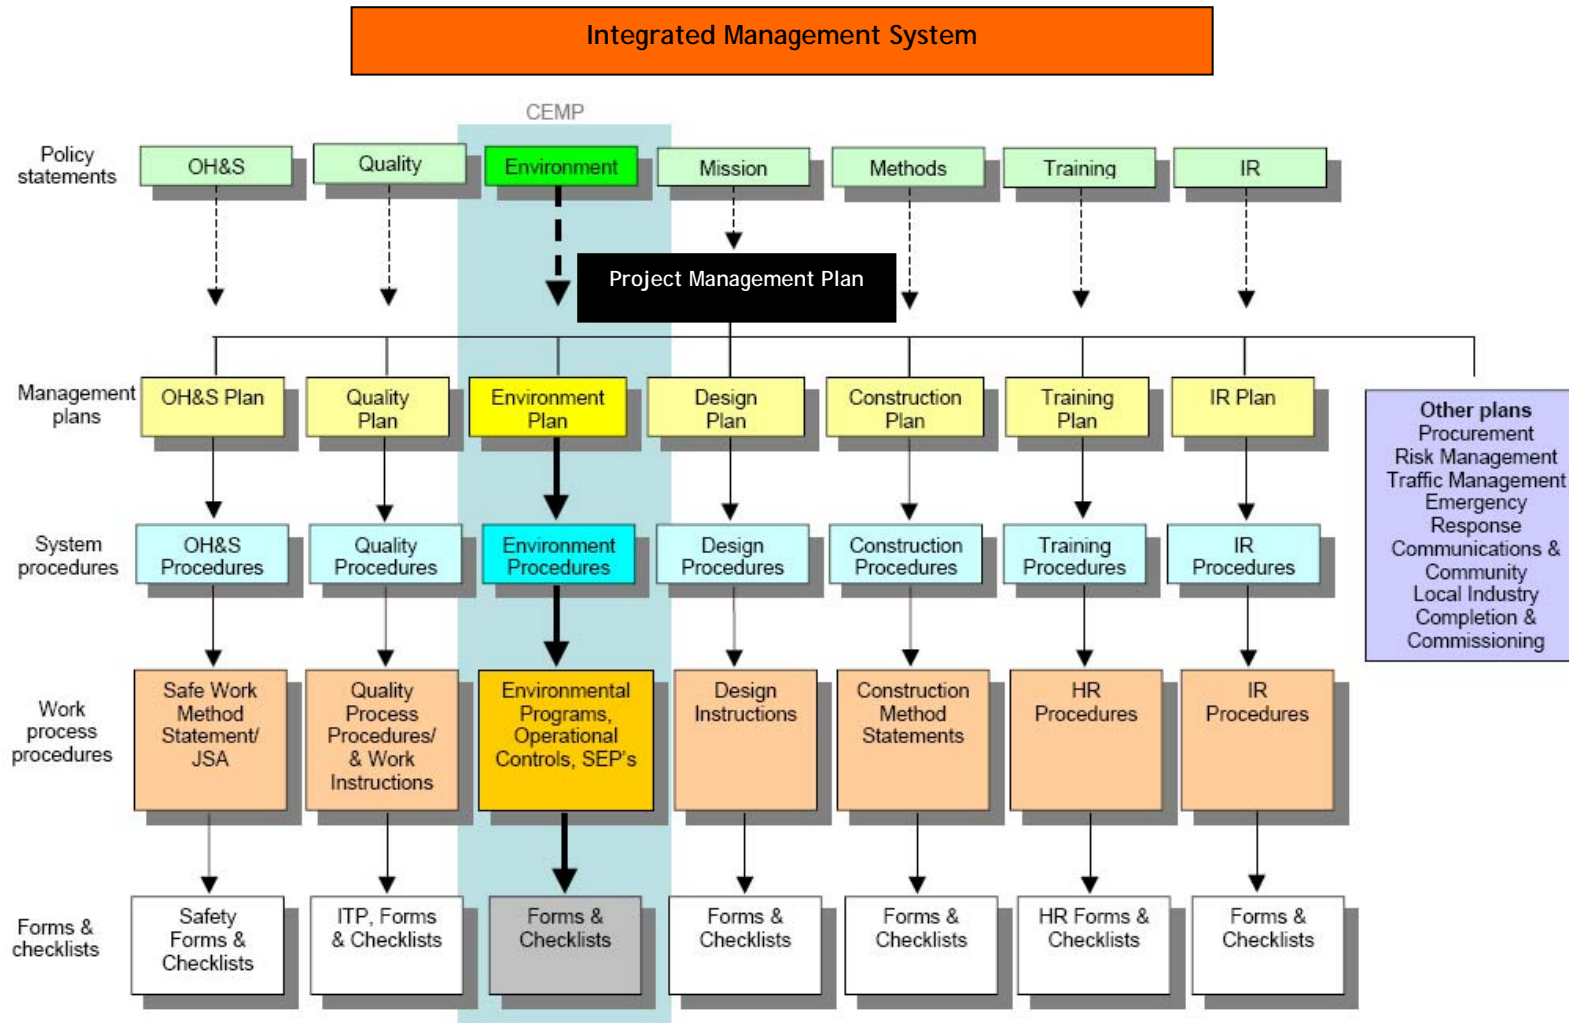 Integrated Management System
CEMP
Policy
statements
OH&S
Quality
Environment
Mission
Methods
Training
IR
Project Management Plan
Management
plans
OH&S Plan
Quality
Plan
Environment
Plan
Design
Plan
Construction
Plan
Training
Plan
IR Plan
Other plans
Procurement
Risk Management
Traffic Management
Emergency
Response
Communications &
Community
Local Industry
Completion &
Commissioning
System
procedures
OH&S
Procedures
Quality
Procedures
Environment
Procedures
Design
Procedures
Construction
Procedures
Training
Procedures
IR
Procedures
Work
process
procedures
Safe Work
Method
Statement/
JSA
Quality
Process
Procedures/
& Work
Instructions
Environmental
Programs,
Operational
Controls, SEP's
Design
Instructions
Construction
Method
Statements
HR
Procedures
IR
Procedures
Forms &
checklists
Safety
Forms &
Checklists
ITP, Forms
& Checklists
Forms &
Checklists
Forms &
Checklists
Forms &
Checklists
HR Forms &
Checklists
Forms &
Checklists